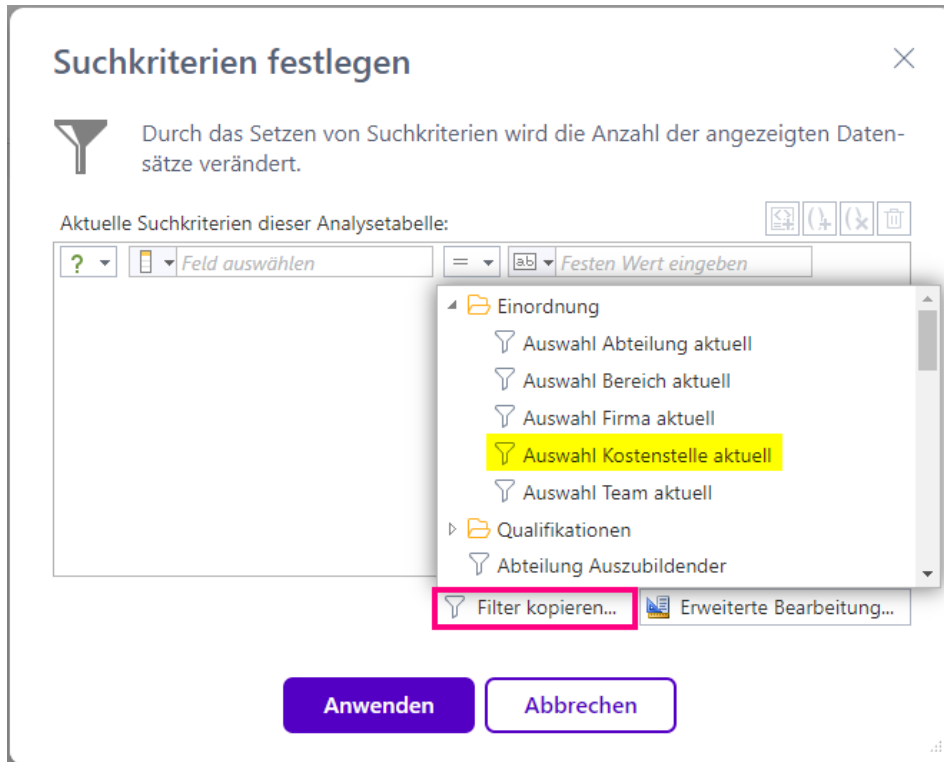 Suchkriterien festlegen
Durch das Setzen von Suchkriterien wird die Anzahl der angezeigten Daten-
sätze verändert.
Aktuelle Suchkriterien dieser Analysetabelle:
? Feld auswählen = ab Festen Wert eingeben
Einordnung
Auswahl Abteilung aktuell
Auswahl Bereich aktuell
Auswahl Firma aktuell
Auswahl Kostenstelle aktuell
Auswahl Team aktuell
Qualifikationen
Abteilung Auszubildender
Filter kopieren... Erweiterte Bearbeitung...
Anwenden Abbrechen